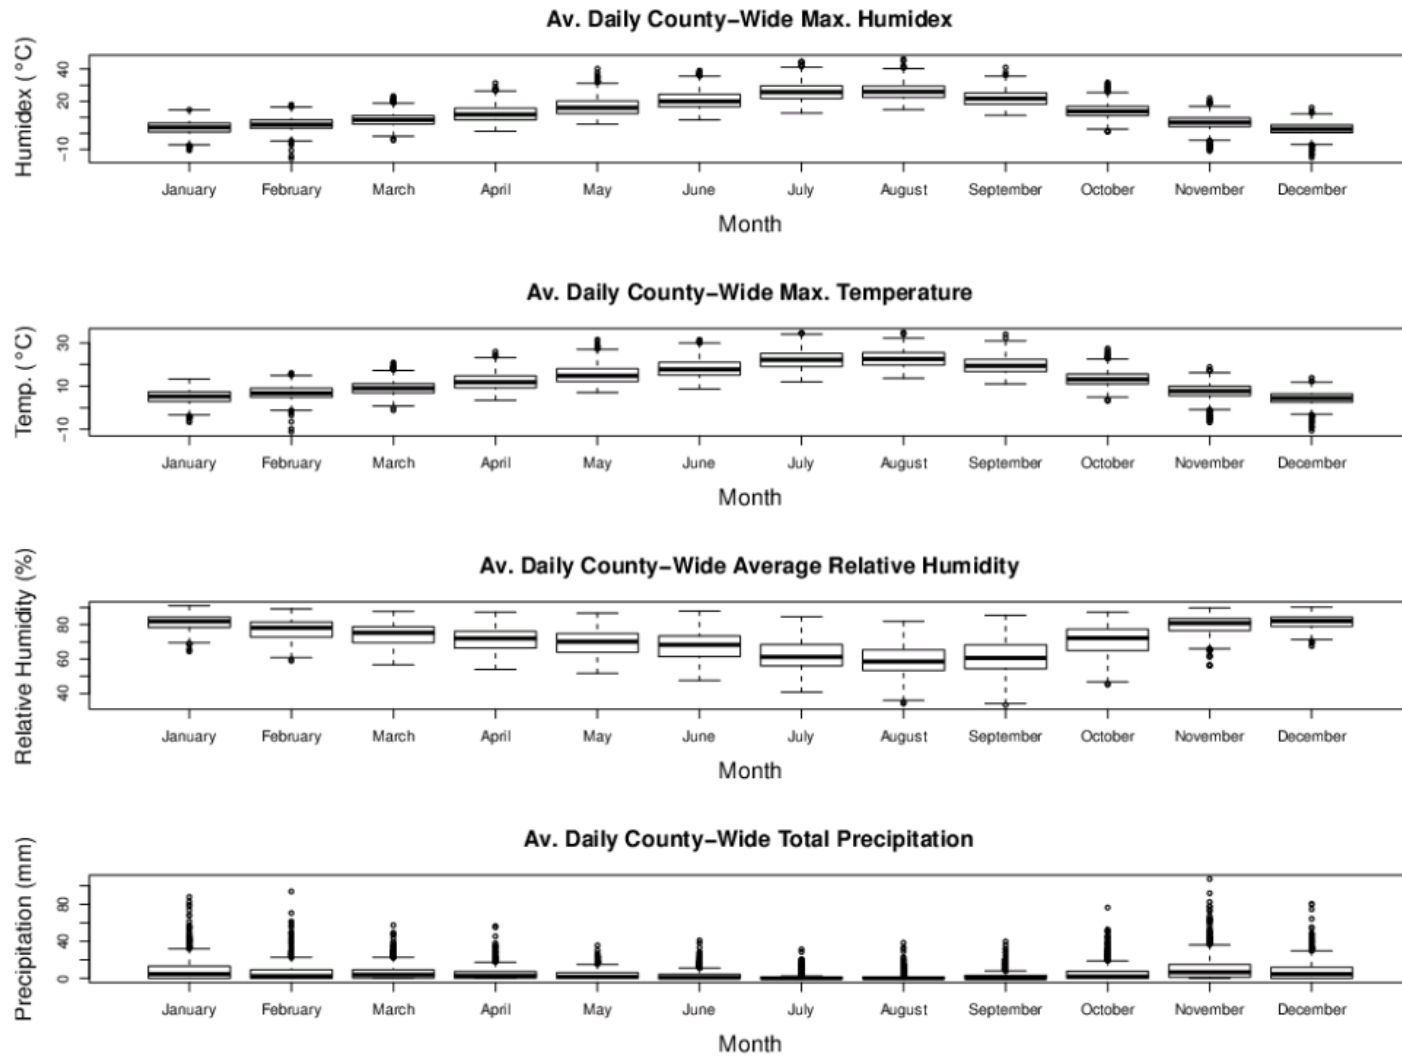 Av. Daily County−Wide Max. Humidex
Humidex ( °C)
40
20
−10
January February March April May June July August September October November December
Month
Av. Daily County−Wide Max. Temperature
Temp. ( °C)
30
10
−10
January February March April May June July August September October November December
Month
Av. Daily County−Wide Average Relative Humidity
Relative Humidity (%)
80
60
40
January February March April May June July August September October November December
Month
Av. Daily County−Wide Total Precipitation
Precipitation (mm)
80
40
0
January February March April May June July August September October November December
Month